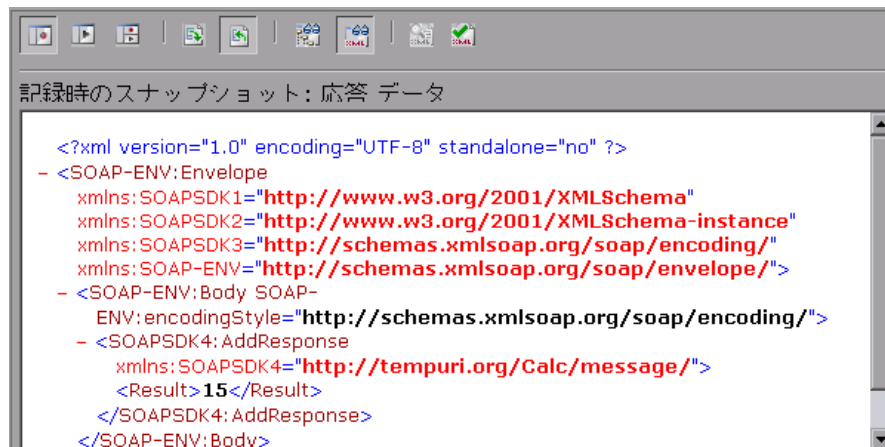 記録時のスナップショット: 応答 データ
<?xml version="1.0" encoding="UTF-8" standalone="no" ?>
– <SOAP-ENV:Envelope
xmlns:SOAPSDK1="http://www.w3.org/2001/XMLSchema"
xmlns:SOAPSDK2="http://www.w3.org/2001/XMLSchema-instance"
xmlns:SOAPSDK3="http://schemas.xmlsoap.org/soap/encoding/"
xmlns:SOAP-ENV="http://schemas.xmlsoap.org/soap/envelope/">
– <SOAP-ENV:Body SOAP-
ENV:encodingStyle="http://schemas.xmlsoap.org/soap/encoding/">
– <SOAPSDK4:AddResponse
xmlns:SOAPSDK4="http://tempuri.org/Calc/message/">
<Result>15</Result>
</SOAPSDK4:AddResponse>
</SOAP-ENV:Body>